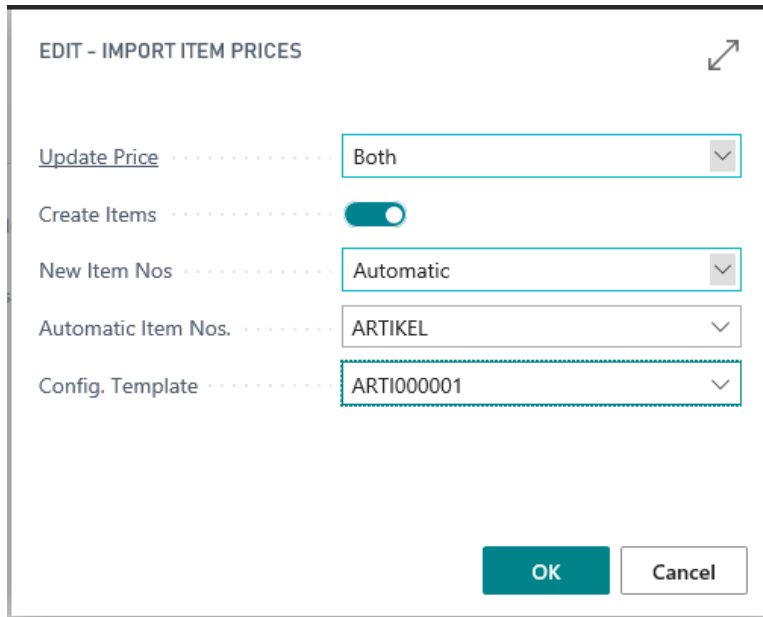 EDIT - IMPORT ITEM PRICES
Update Price Both
Create Items
New Item Nos Automatic
Automatic Item Nos. ARTIKEL
Config. Template ARTI000001
OK Cancel